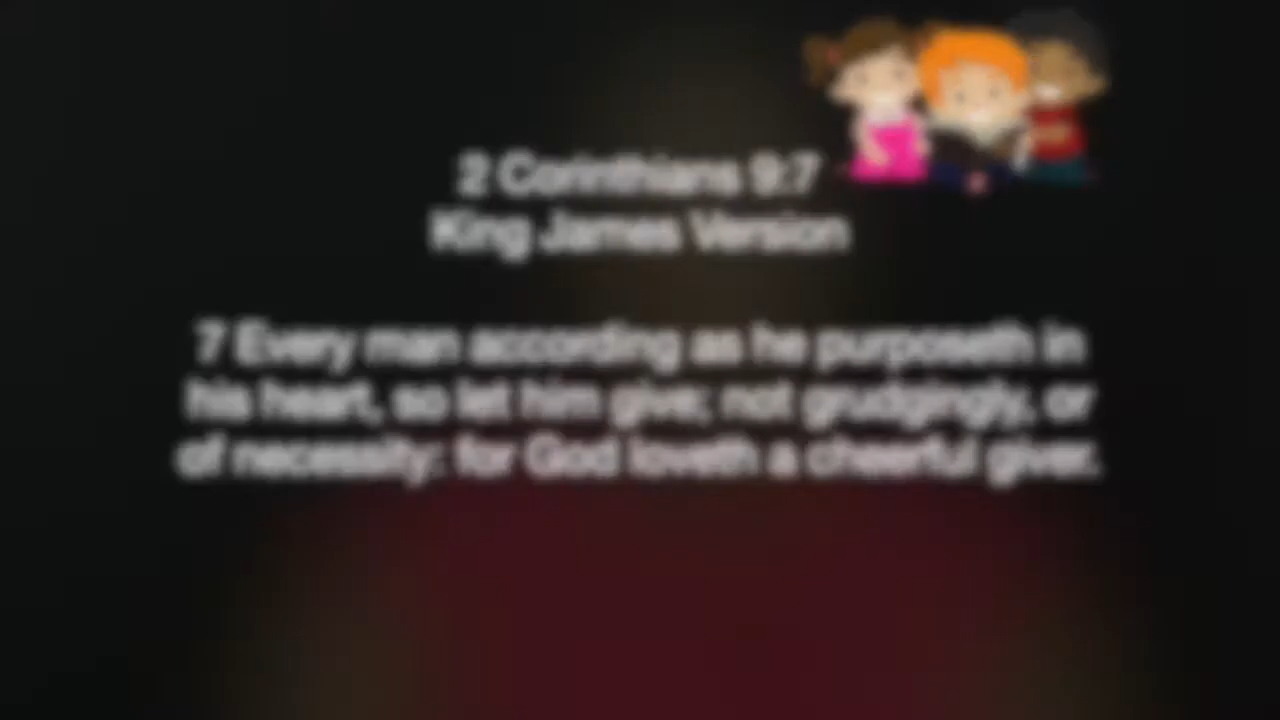 2 Corinthians 9:7
King James Version
7 Every man according as he purposeth in
his heart, so let him give; not grudgingly, or
of necessity: for God loveth a cheerful giver.